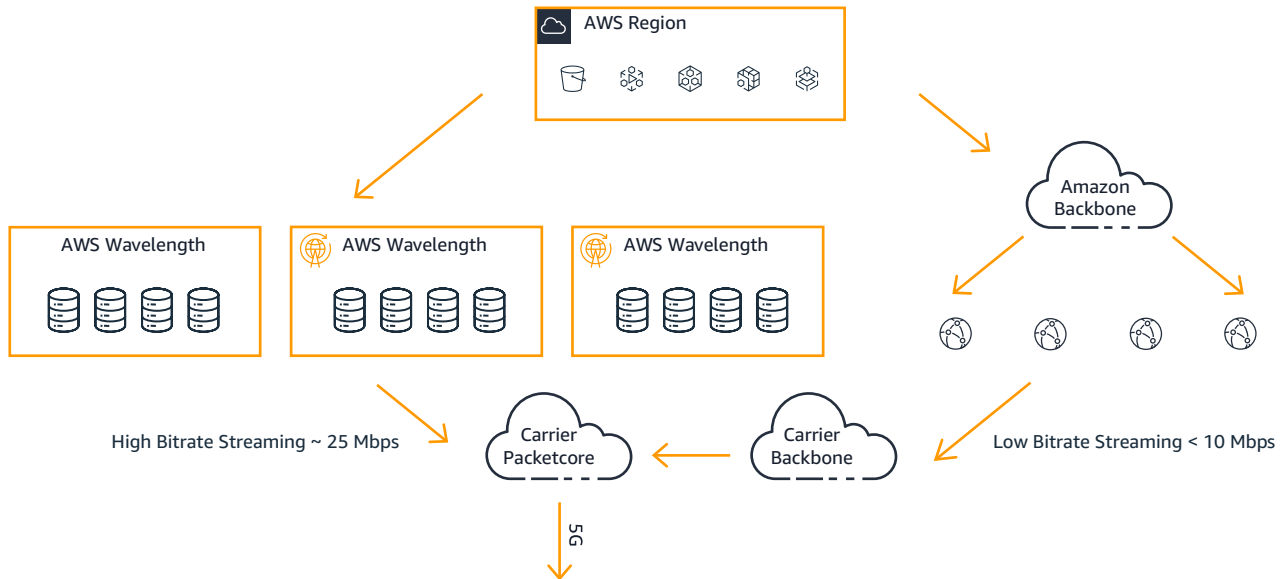 AWS Region
Amazon
Backbone
AWS Wavelength
AWS Wavelength
AWS Wavelength
High Bitrate Streaming ~ 25 Mbps
Carrier
Packetcore
Carrier
Backbone
Low Bitrate Streaming < 10 Mbps
5G